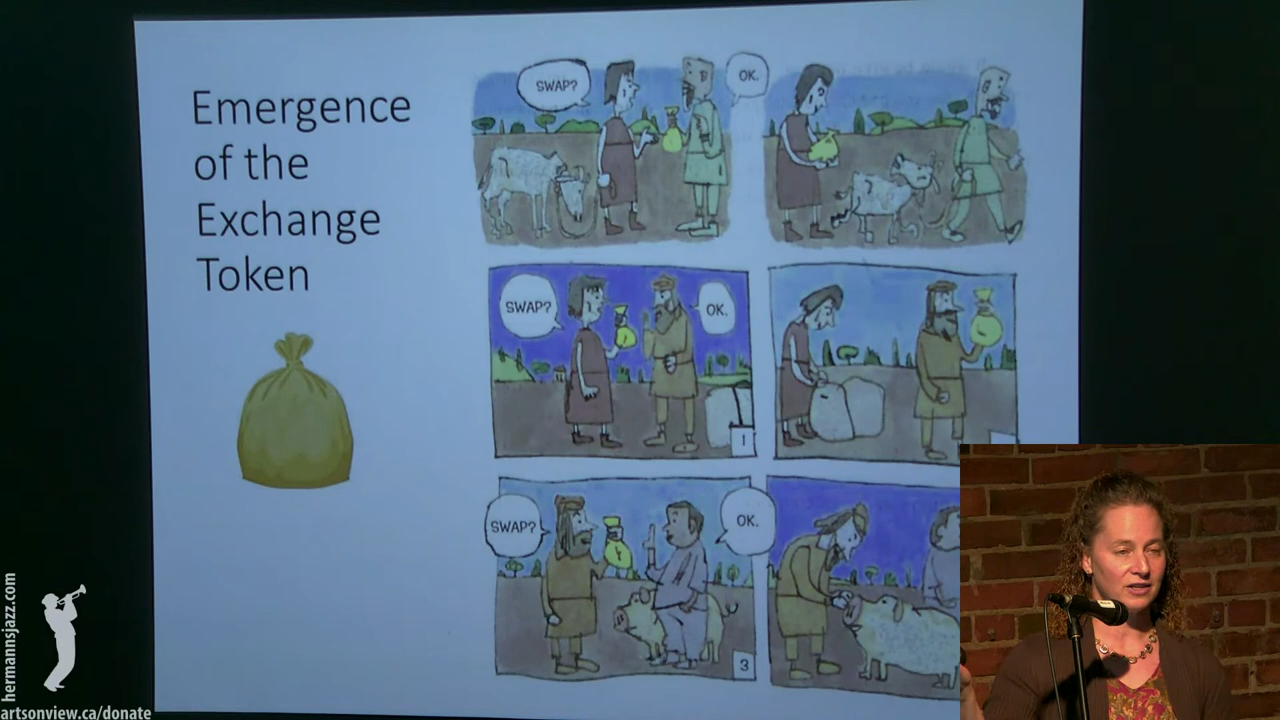 Emergence
of the
Exchange
Token
SWAP?
OK.
SWAP?
OK.
1
SWAP?
OK.
3
hermannsjazz.com
artsonview.ca/donate